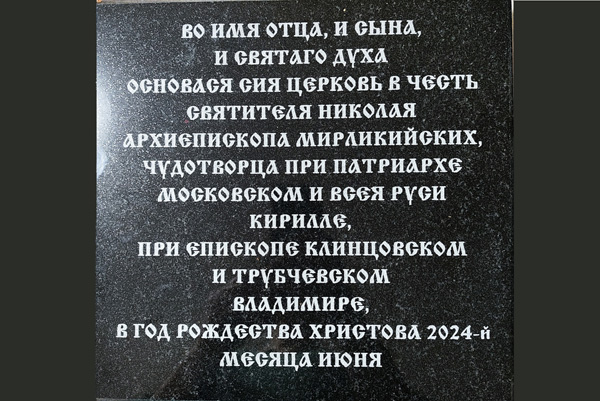 ВО ИМЯ ОТЦА, И СЫНА,
И СВЯТАГО ДУХА
ОСНОВАСЯ СИЯ ЦЕРКОВЬ В ЧЕСТЬ
СВЯТИТЕЛЯ НИКОЛАЯ
АРХИЕПИСКОПА МИРЛИКИЙСКИХ,
ЧУДОТВОРЦА ПРИ ПАТРИАРХЕ
МОСКОВСКОМ И ВСЕЯ РУСИ
КИРИЛЛЕ,
ПРИ ЕПИСКОПЕ КЛИНЦОВСКОМ
И ТРУБЧЕВСКОМ
ВЛАДИМИРЕ,
В ГОД РОЖДЕСТВА ХРИСТОВА 2024-й
МЕСЯЦА ИЮНЯ